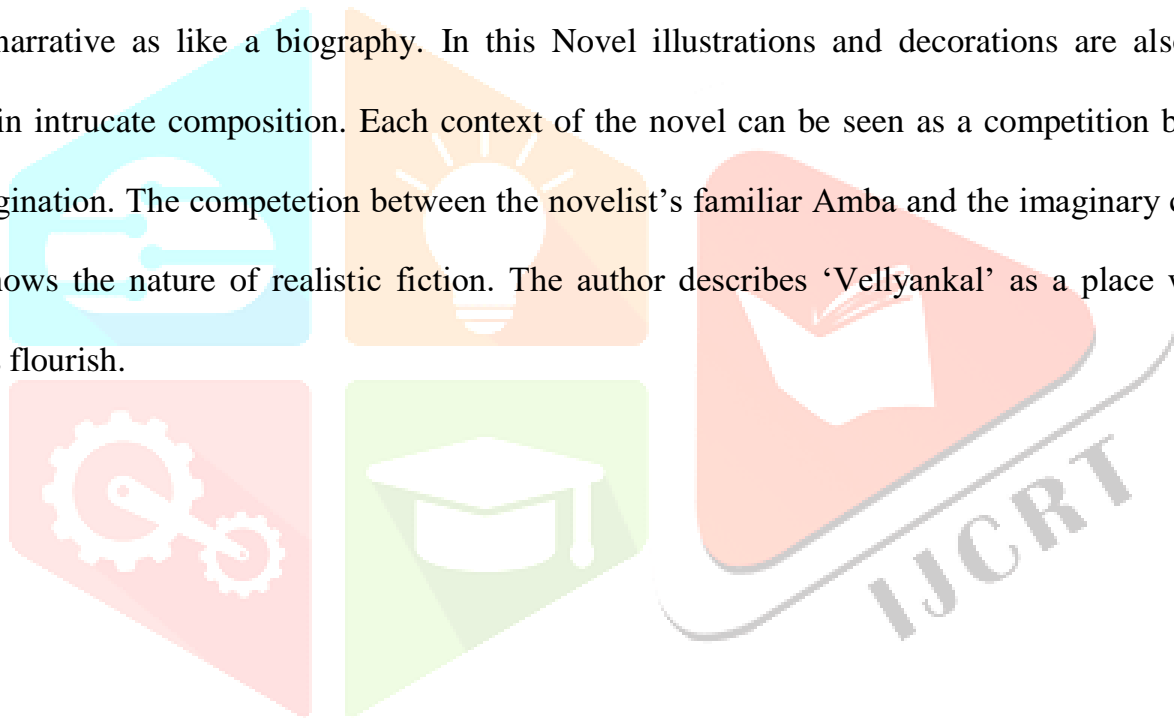 narrative as like a biography. In this Novel illustrations and decorations are also
in intrucate composition. Each context of the novel can be seen as a competition b
gination. The competetion between the novelist’s familiar Amba and the imaginary c
nows the nature of realistic fiction. The author describes ‘Vellyankal’ as a place
flourish.
IJCRT